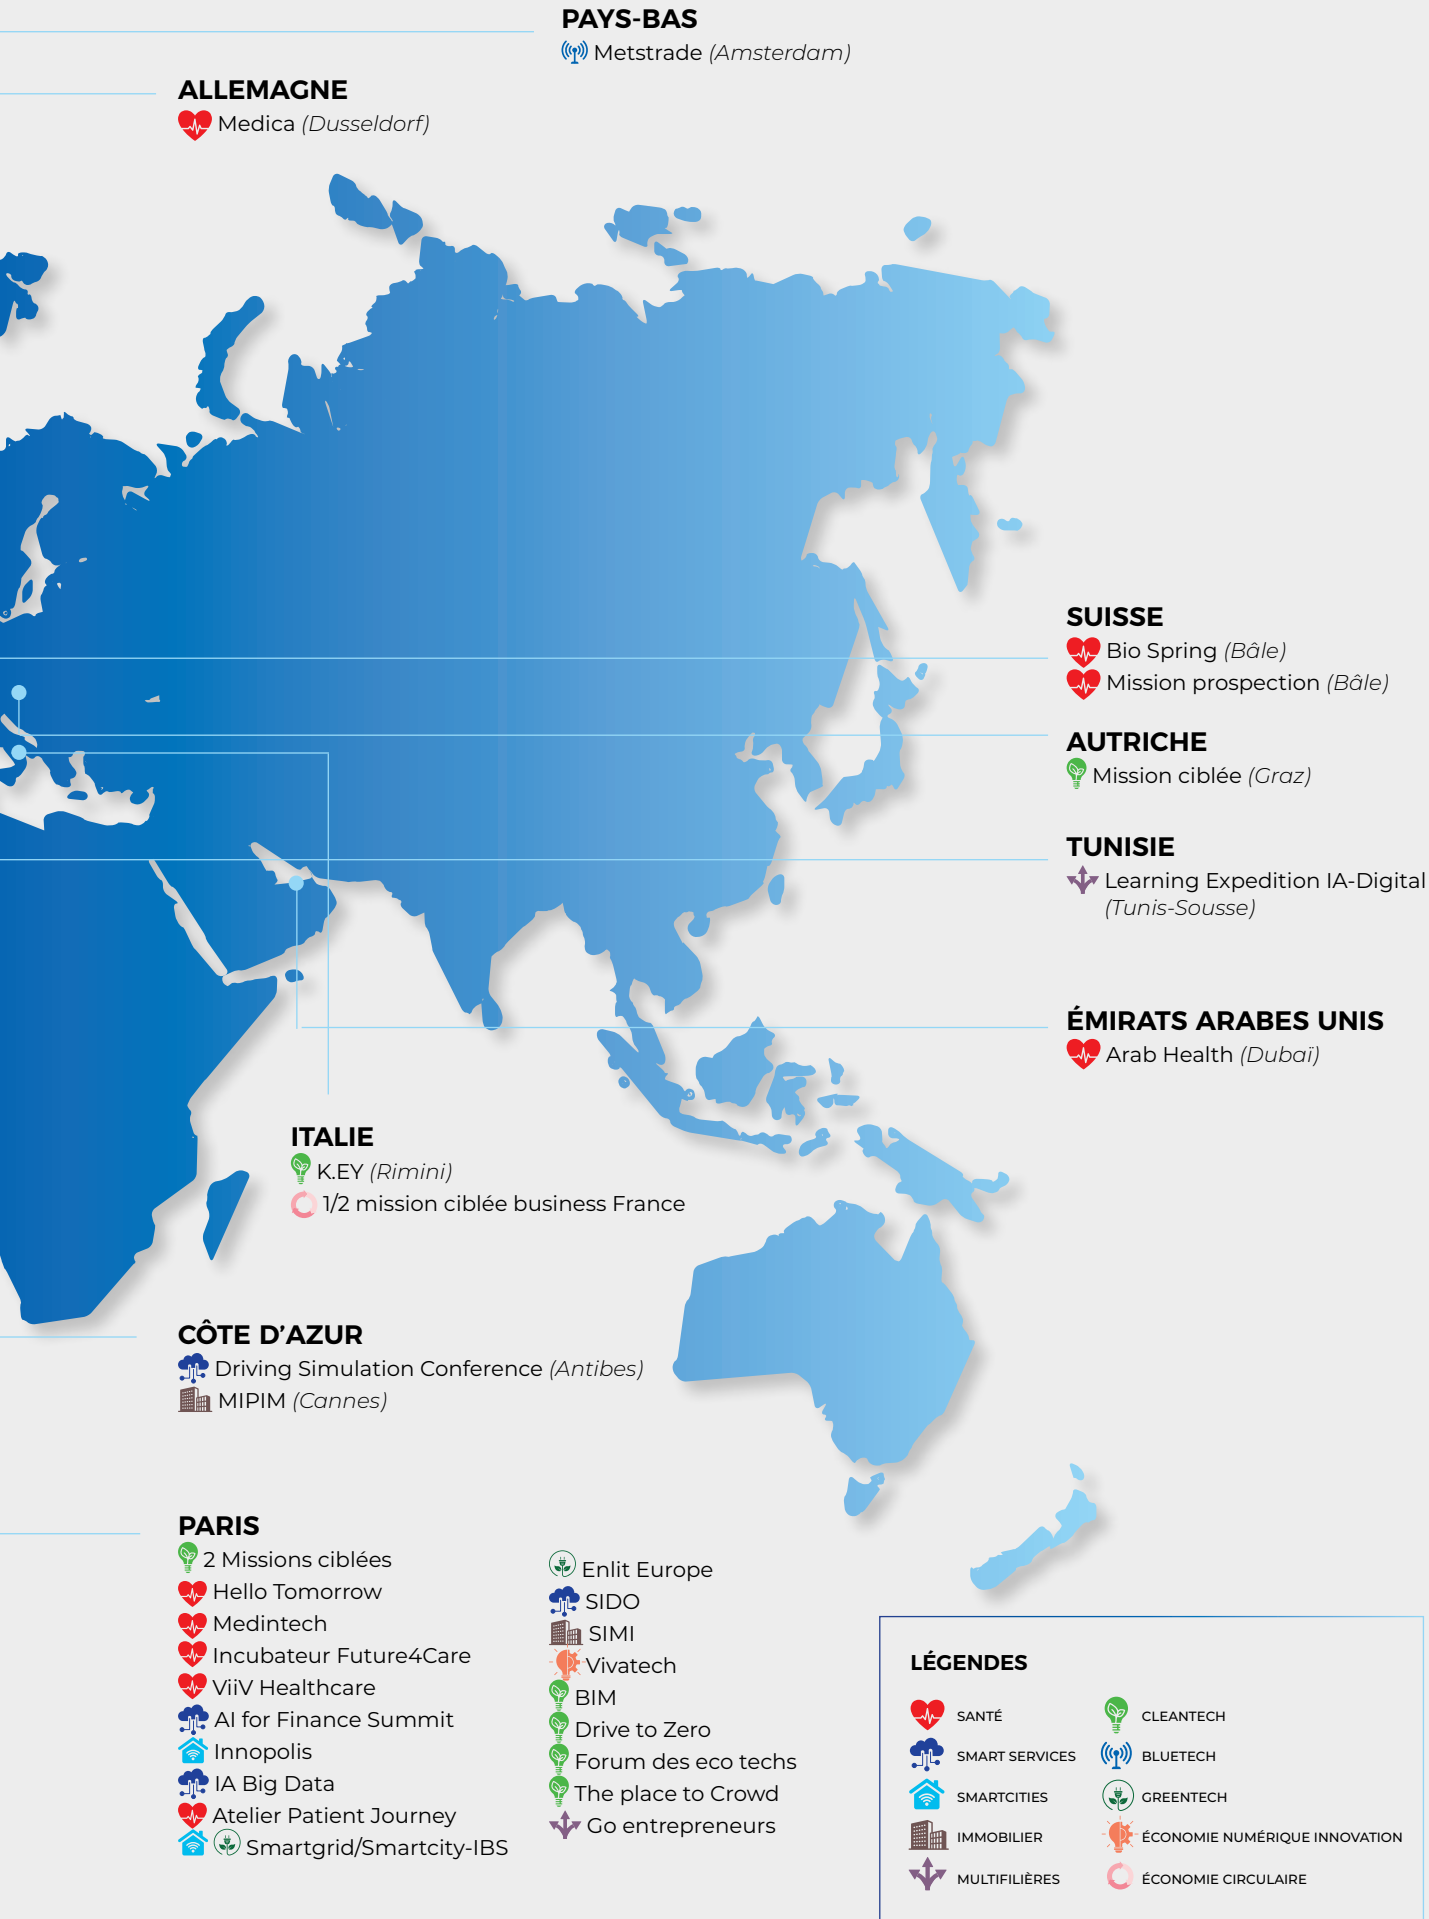 PAYS-BAS
Metstrade (Amsterdam)
ALLEMAGNE
Medica (Dusseldorf)
SUISSE
Bio Spring (Bâle)
Mission prospection (Bâle)
AUTRICHE
Mission ciblée (Graz)
TUNISIE
Learning Expedition IA-Digital
(Tunis-Sousse)
ÉMIRATS ARABES UNIS
Arab Health (Dubaï)
ITALIE
K.EY (Rimini)
1/2 mission ciblée business France
CÔTE D'AZUR
Driving Simulation Conference (Antibes)
MIPIM (Cannes)
PARIS
2 Missions ciblées
Hello Tomorrow
Medintech
Incubateur Future4Care
ViiV Healthcare
AI for Finance Summit
Innopolis
IA Big Data
Atelier Patient Journey
Smartgrid/Smartcity-IBS
Enlit Europe
SIDO
SIMI
Vivatech
BIM
Drive to Zero
Forum des eco techs
The place to Crowd
Go entrepreneurs
LÉGENDES
SANTÉ
SMART SERVICES
SMARTCITIES
IMMOBILIER
MULTIFILIÈRES
CLEANTECH
BLUETECH
GREENTECH
ÉCONOMIE NUMÉRIQUE INNOVATION
ÉCONOMIE CIRCULAIRE